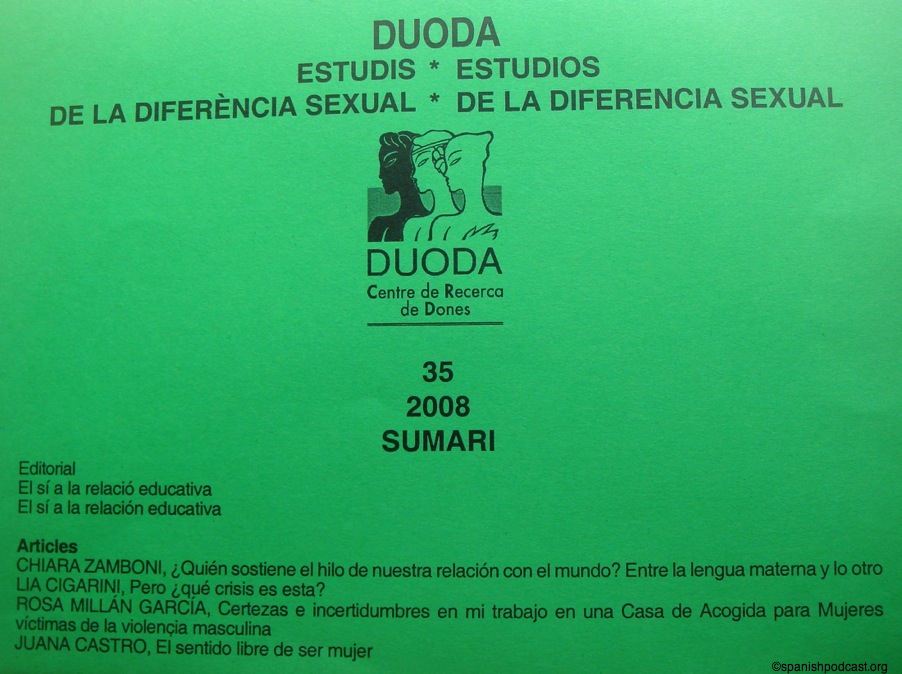 DUODA
ESTUDIS * ESTUDIOS
DE LA DIFERÈNCIA SEXUAL * DE LA DIFERENCIA SEXUAL
DUODA
Centre de Recerca
de Dones
35
2008
SUMARI
Editorial
El sí a la relació educativa
El sí a la relación educativa
Articles
CHIARA ZAMBONI, ¿Quién sostiene el hilo de nuestra relación con el mundo? Entre la lengua materna y lo otro
LIA CIGARINI, Pero ¿qué crisis es esta?
ROSA MILLÁN GARCÍA, Certezas e incertidumbres en mi trabajo en una Casa de Acogida para Mujeres
víctimas de la violencia masculina
JUANA CASTRO, El sentido libre de ser mujer
©spanishpodcast.org